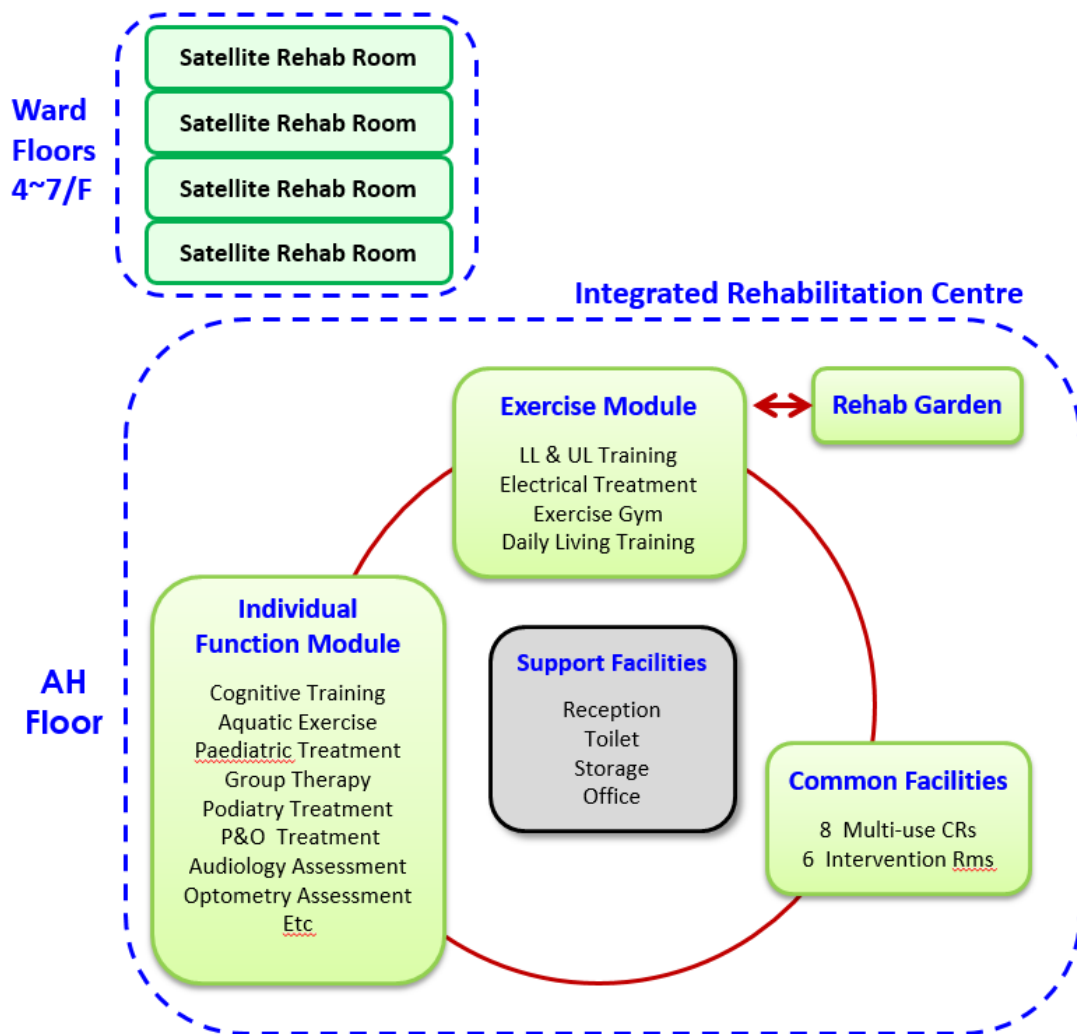 Ward
Floors
4~7/F
Satellite Rehab Room
Satellite Rehab Room
Satellite Rehab Room
Satellite Rehab Room
Integrated Rehabilitation Centre
AH
Floor
Exercise Module
LL & UL Training
Electrical Treatment
Exercise Gym
Daily Living Training
Rehab Garden
Individual
Function Module
Cognitive Training
Aquatic Exercise
Paediatric Treatment
Group Therapy
Podiatry Treatment
P&O Treatment
Audiology Assessment
Optometry Assessment
Etc
Support Facilities
Reception
Toilet
Storage
Office
Common Facilities
8 Multi-use CRs
6 Intervention Rms